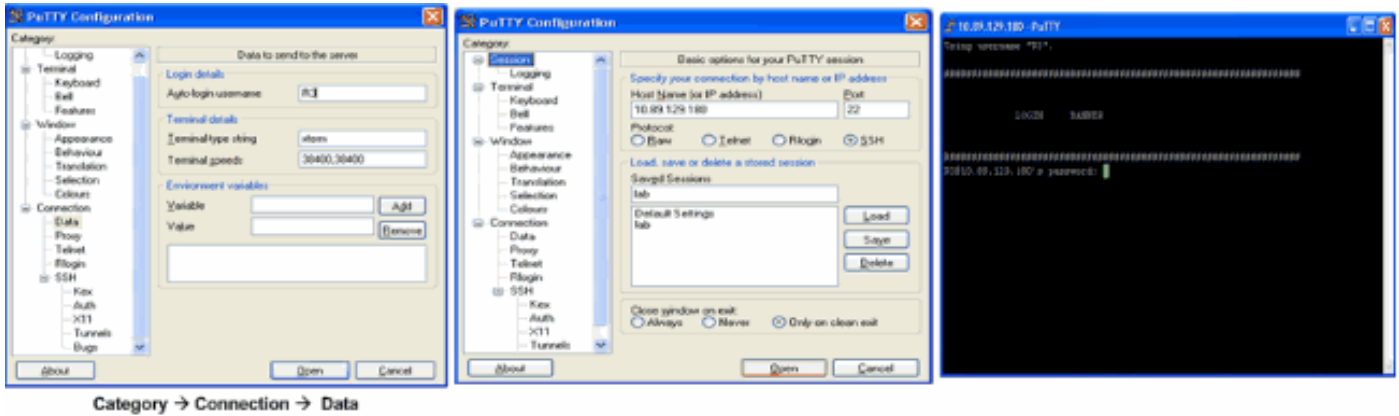 PuTTY Configuration
Category:
Logging
Terminal
Keyboard
Bell
Features
Window
Appearance
Behaviour
Translation
Selection
Colours
Connection
Data
Proxy
Telnet
Rlogin
SSH
Kex
Auth
X11
Tunnels
Bugs
Data to send to the server
Login details
Auto-login username
Terminal details
Terminal-type string xterm
Terminal speeds 38400,38400
Environment variables
Variable Add
Value Remove
About Open Cancel
Category → Connection → Data
PuTTY Configuration
Category:
Session
Logging
Terminal
Keyboard
Bell
Features
Window
Appearance
Behaviour
Translation
Selection
Colours
Connection
Data
Proxy
Telnet
Rlogin
SSH
Kex
Auth
X11
Tunnels
Basic options for your PuTTY session
Specify your connection by host name or IP address
Host Name (or IP address) Port
10.89.129.180 22
Protocol:
Raw Telnet Rlogin SSH
Load, save or delete a stored session
Saved Sessions
lab
Default Settings
lab
Load
Save
Delete
Close window on exit:
Always Never Only on clean exit
About Open Cancel
10.89.129.180 - PuTTY
Using username
LOGIN BANNER
password: